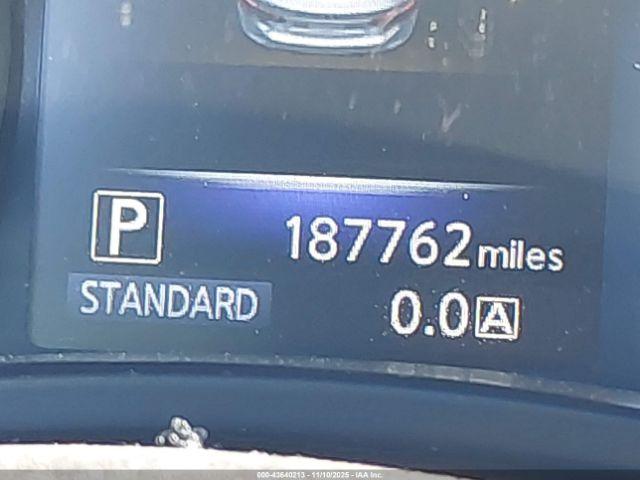 P 187762 miles
STANDARD 0.0 A
000-43640213 - 11/10/2025 - IAA Inc.